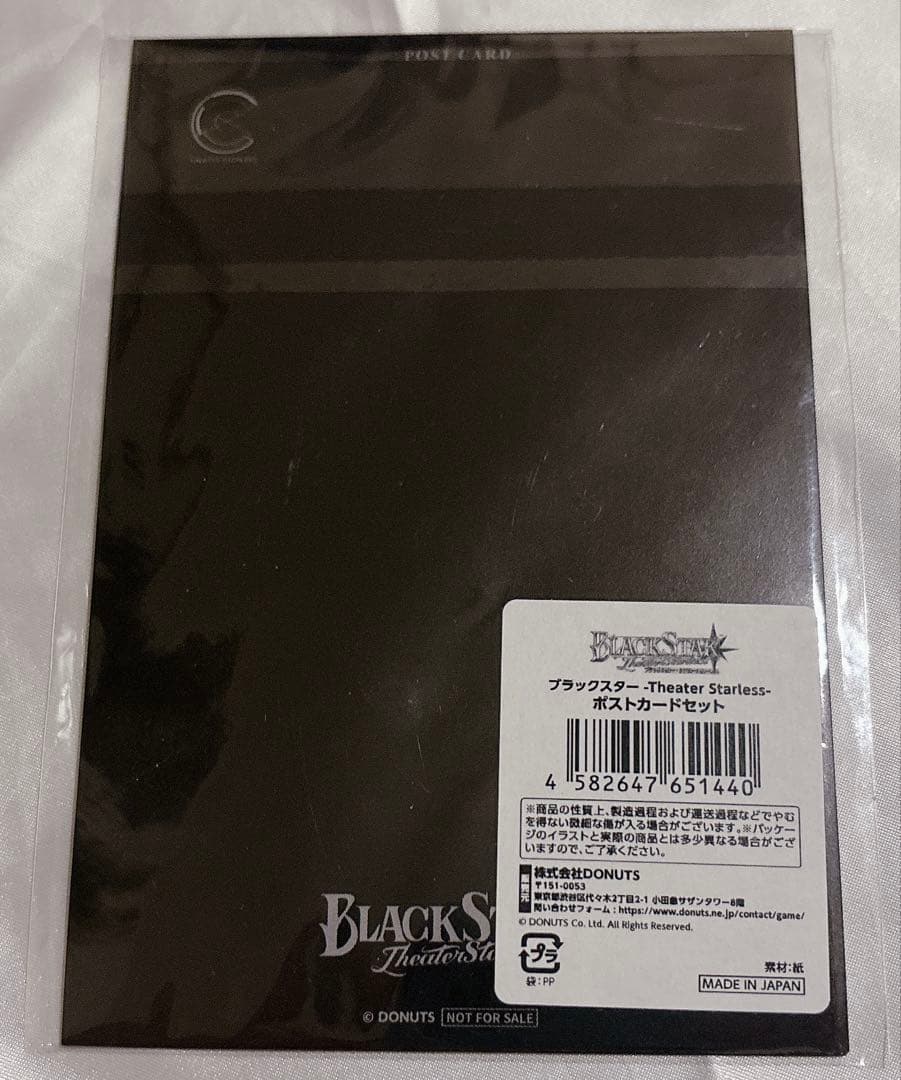 POST CARD
BLACKSTAR
Theater Starless
ブラックスター -Theater Starless-
ポストカードセット
4 582647 651440
※商品の性質上、製造過程および運送過程などでやむ
を得ない微細な傷が入る場合がございます。※パッケー
ジのイラストと実際の商品とは多少異なる場合がござ
いますので、ご了承ください。
販売元
株式会社DONUTS
〒151-0053
東京都渋谷区代々木2丁目2-1 小田急サザンタワー8階
問い合わせフォーム：https://www.donuts.ne.jp/contact/game/
© DONUTS Co. Ltd. All Rights Reserved.
プラ
袋：PP
素材：紙
MADE IN JAPAN
BLACKS
Theater Sta
© DONUTS NOT FOR SALE